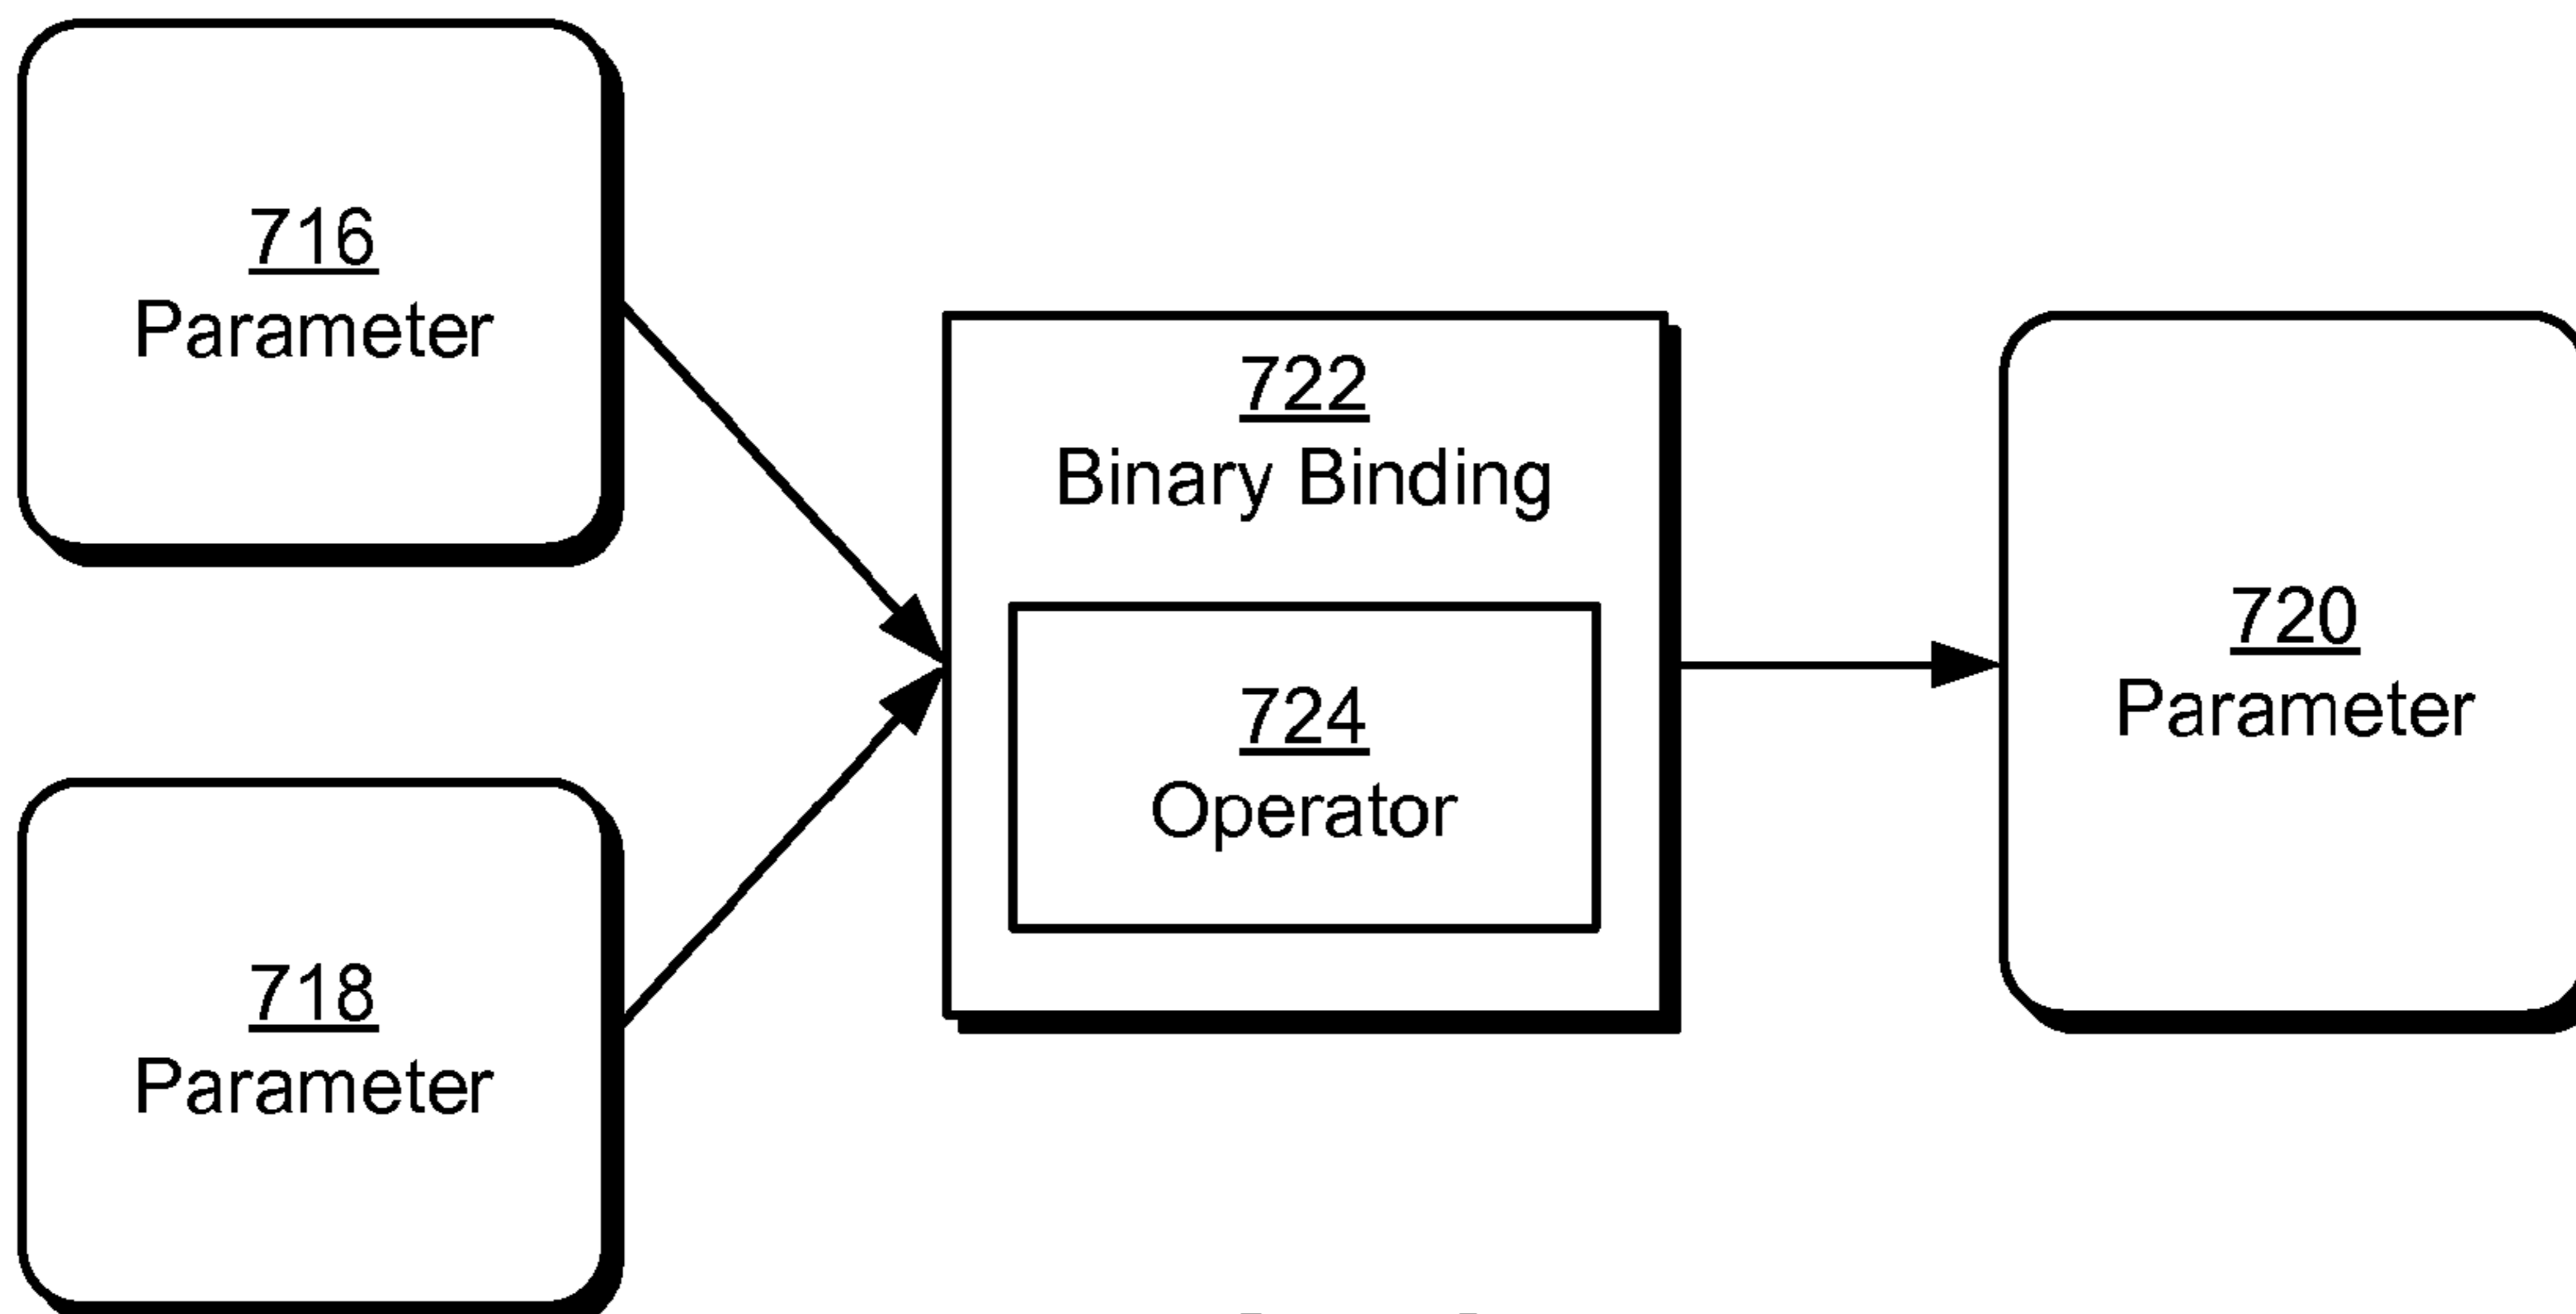 716
Parameter
718
Parameter
722
Binary Binding
724
Operator
720
Parameter